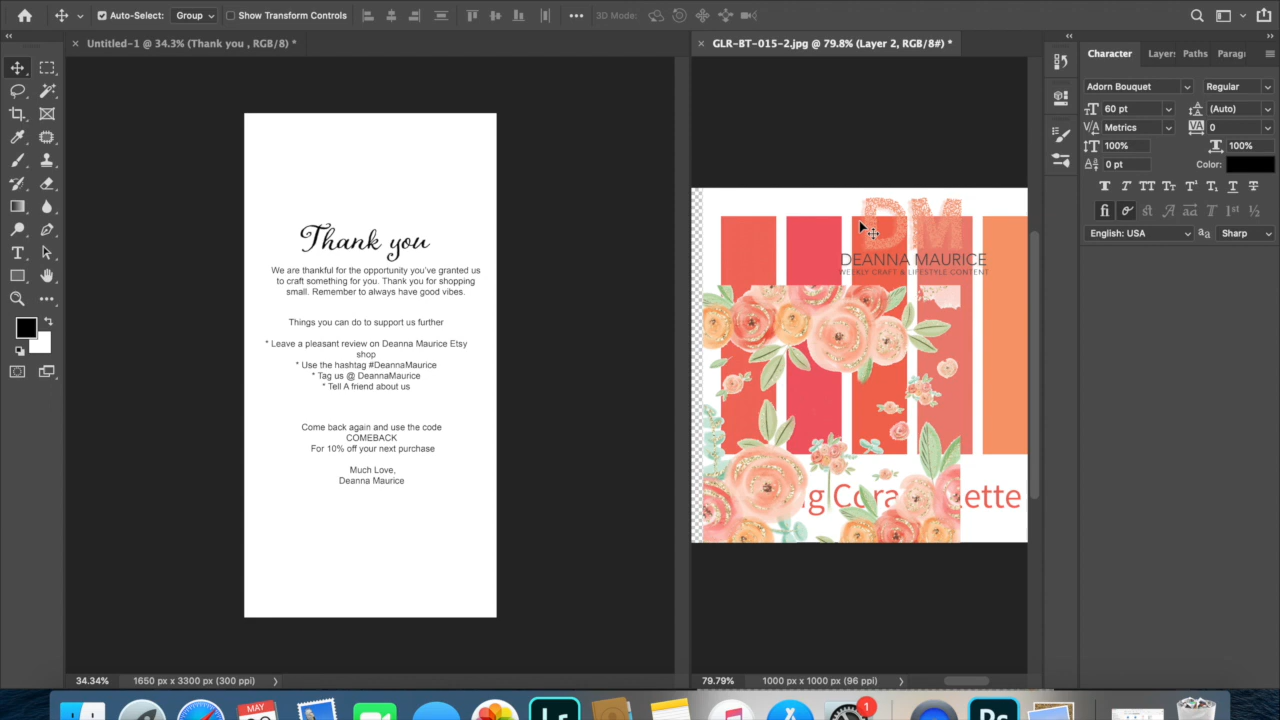 Auto-Select: Group Show Transform Controls 3D Mode:
Untitled-1 @ 34.3% (Thank you , RGB/8) *
GLR-BT-015-2.jpg @ 79.8% (Layer 2, RGB/8#) *
Thank you
We are thankful for the opportunity you've granted us
to craft something for you. Thank you for shopping
small. Remember to always have good vibes.
Things you can do to support us further
* Leave a pleasant review on Deanna Maurice Etsy
shop
* Use the hashtag #DeannaMaurice
* Tag us @ DeannaMaurice
* Tell A friend about us
Come back again and use the code
COMEBACK
For 10% off your next purchase
Much Love,
Deanna Maurice
DM
DEANNA MAURICE
WEEKLY CRAFT & LIFESTYLE CONTENT
g Cora ette
Character Layer: Paths Parag
Adorn Bouquet Regular
60 pt (Auto)
Metrics 0
100% 100%
0 pt Color:
English: USA Sharp
34.34% 1650 px x 3300 px (300 ppi)
79.79% 1000 px x 1000 px (96 ppi)
MAY
Lr
1
Ps